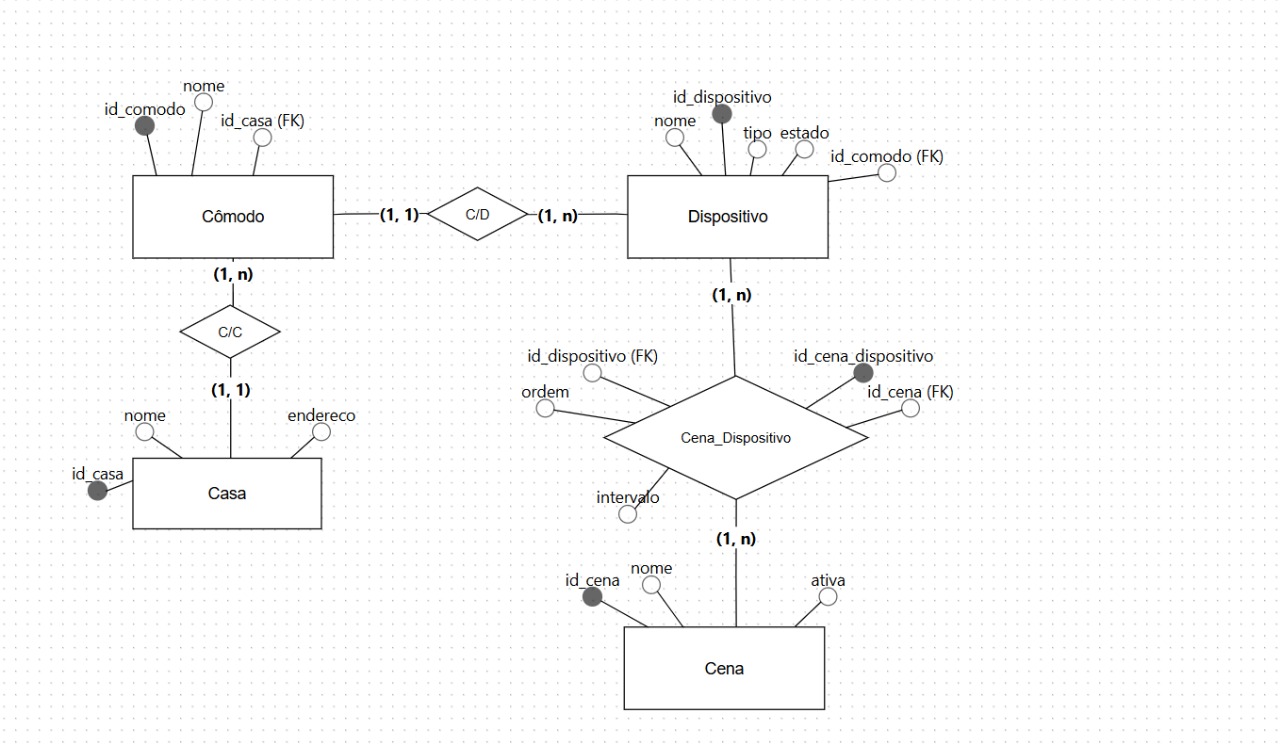 nome
id_comodo
id_casa (FK)
Cômodo
(1, 1)
C/D
(1, n)
id_dispositivo
nome
tipo
estado
id_comodo (FK)
Dispositivo
(1, n)
C/C
(1, 1)
nome
endereco
id_casa
Casa
(1, n)
id_dispositivo (FK)
id_cena_dispositivo
ordem
id_cena (FK)
Cena_Dispositivo
intervalo
(1, n)
id_cena
nome
ativa
Cena